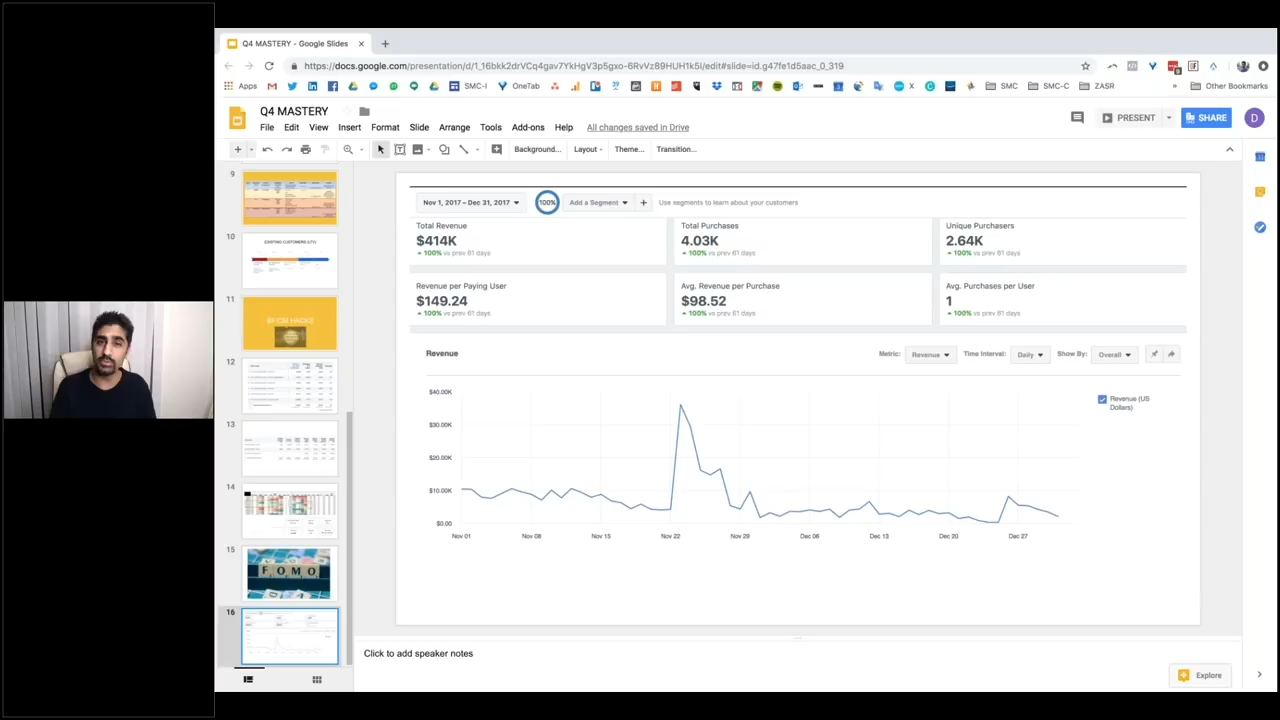 Q4 MASTERY - Google Slides
https://docs.google.com/presentation/d/1_16bkk2drVCq4gav7YkHgV3p5gxo-6RvVz89HUH1k5I/edit#slide=id.g47fe1d5aac_0_319
Apps
SMC-I
OneTab
X
SMC
SMC-C
ZASR
Other Bookmarks
Q4 MASTERY
File Edit View Insert Format Slide Arrange Tools Add-ons Help All changes saved in Drive
PRESENT
SHARE
D
Background...
Layout
Theme...
Transition...
9
10
EXISTING CUSTOMERS (LTV)
11
BF/CM HACKS
12
13
14
15
FOMO
16
Nov 1, 2017 – Dec 31, 2017
100%
Add a Segment
+
Use segments to learn about your customers
Total Revenue
$414K
100% vs prev 61 days
Total Purchases
4.03K
100% vs prev 61 days
Unique Purchasers
2.64K
100% vs prev 61 days
Revenue per Paying User
$149.24
100% vs prev 61 days
Avg. Revenue per Purchase
$98.52
100% vs prev 61 days
Avg. Purchases per User
1
100% vs prev 61 days
Revenue
Metric: Revenue
Time Interval: Daily
Show By: Overall
$40.00K
$30.00K
$20.00K
$10.00K
$0.00
Nov 01 Nov 08 Nov 15 Nov 22 Nov 29 Dec 06 Dec 13 Dec 20 Dec 27
Revenue (US
Dollars)
Click to add speaker notes
Explore